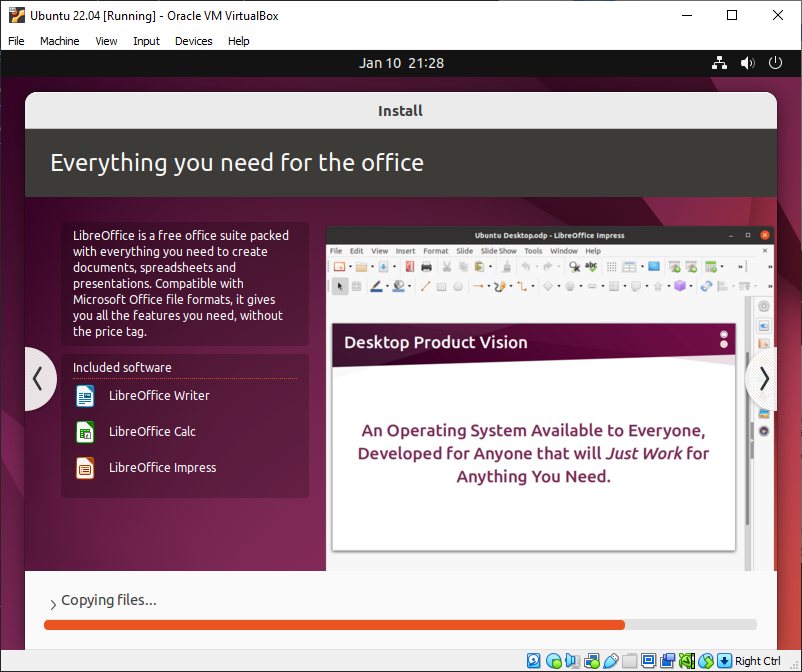 Ubuntu 22.04 [Running] - Oracle VM VirtualBox
File Machine View Input Devices Help
Jan 10 21:28
Install
Everything you need for the office
LibreOffice is a free office suite packed
with everything you need to create
documents, spreadsheets and
presentations. Compatible with
Microsoft Office file formats, it gives
you all the features you need, without
the price tag.
Included software
LibreOffice Writer
LibreOffice Calc
LibreOffice Impress
Ubuntu Desktop.odp - LibreOffice Impress
File Edit View Insert Format Slide Slide Show Tools Window Help
Desktop Product Vision
An Operating System Available to Everyone,
Developed for Anyone that will Just Work for
Anything You Need.
Copying files...
Right Ctrl